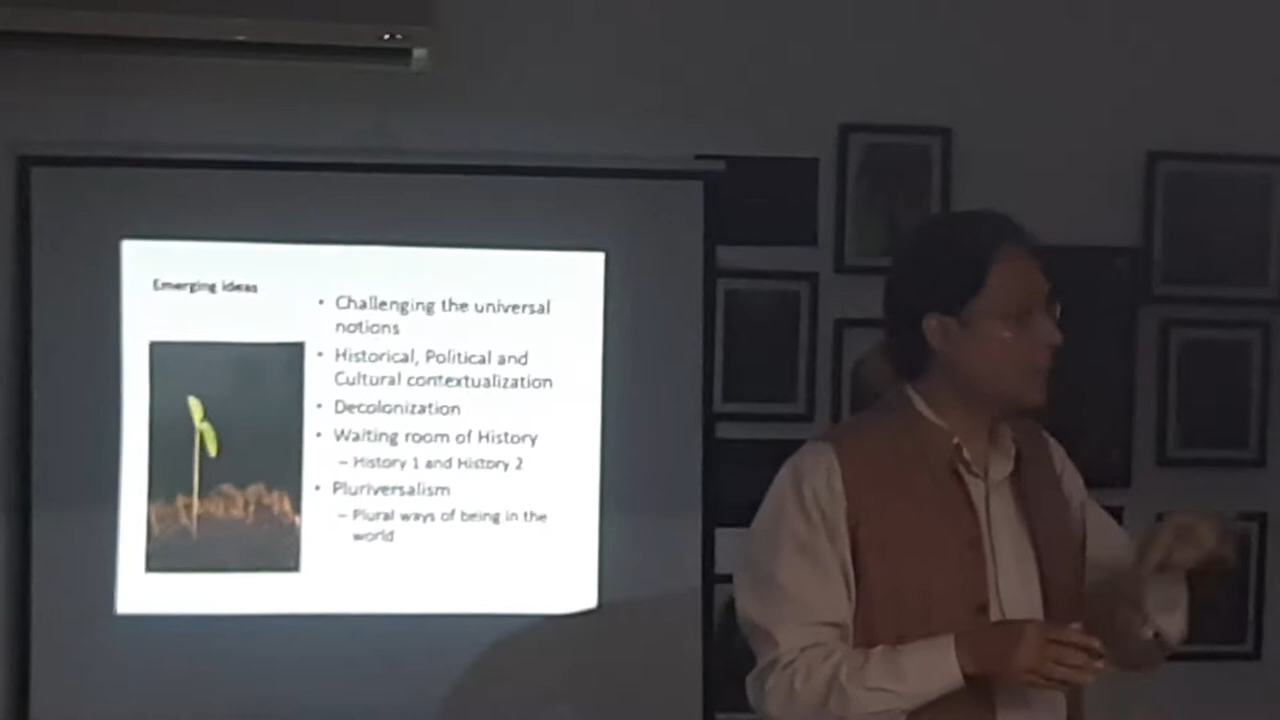 Emerging ideas
• Challenging the universal
notions
• Historical, Political and
Cultural contextualization
• Decolonization
• Waiting room of History
– History 1 and History 2
• Pluriversalism
– Plural ways of being in the
world